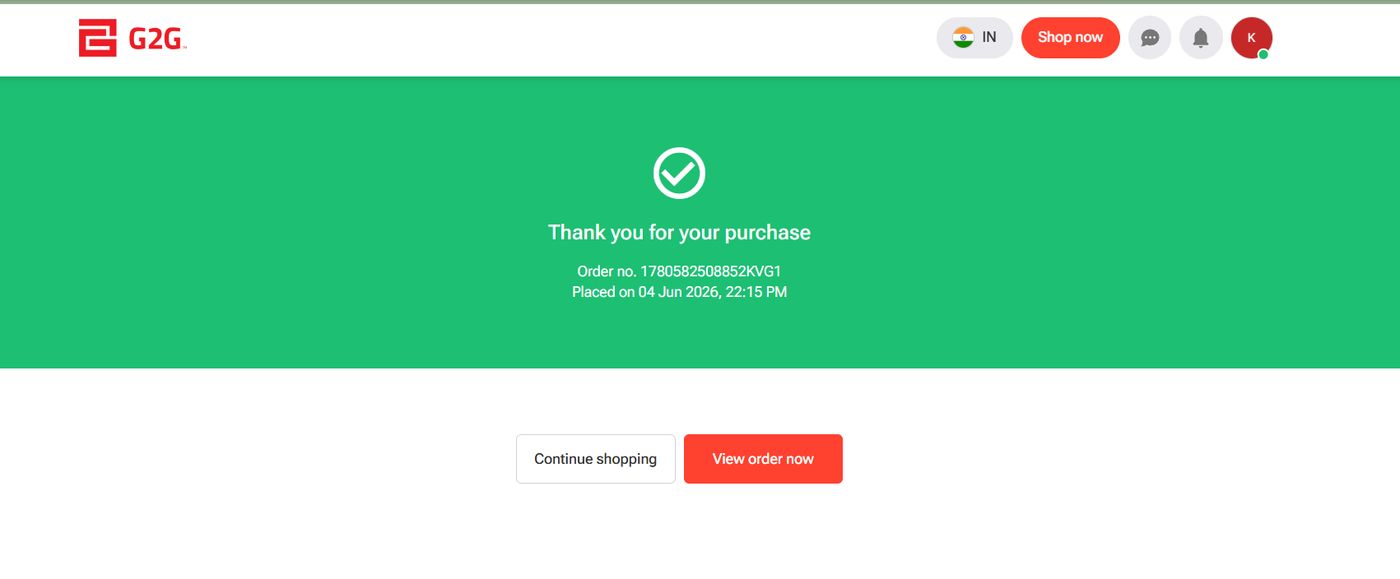 G2G
IN
Shop now
K
Thank you for your purchase
Order no. 1780582508852KVG1
Placed on 04 Jun 2026, 22:15 PM
Continue shopping
View order now